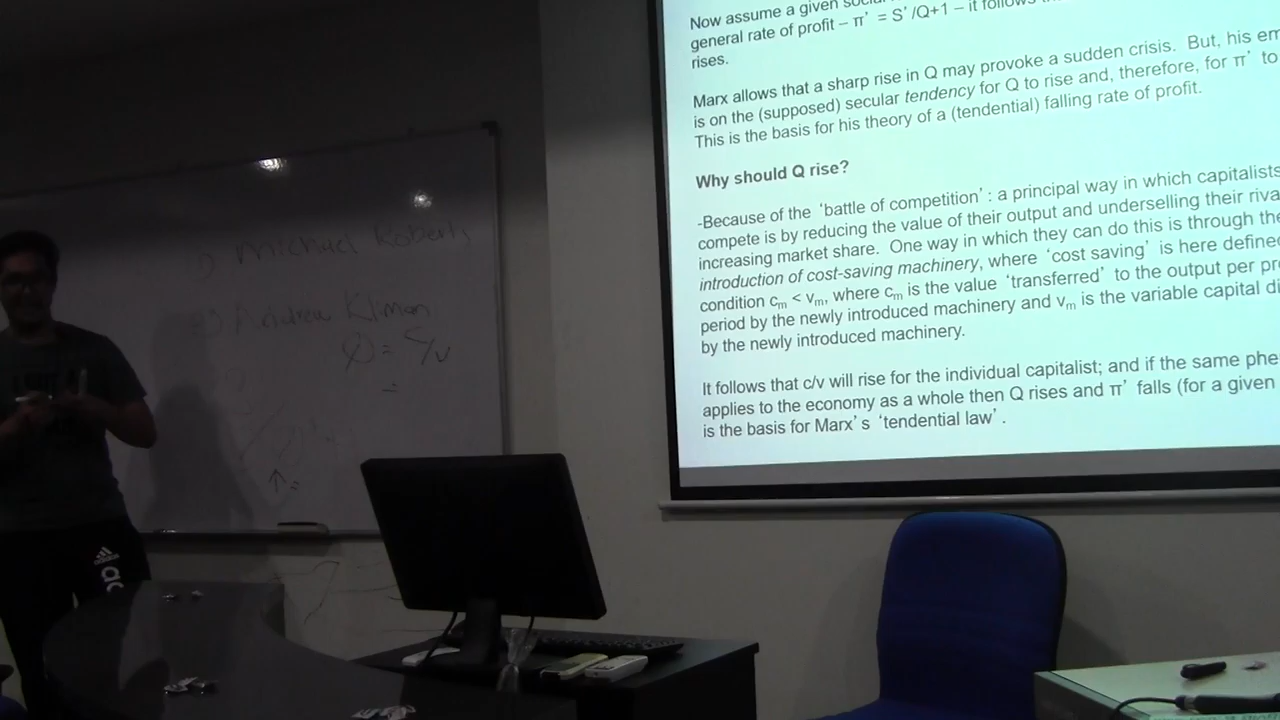 Now assume a given
general rate of profit – π' = S'/Q+1 – it follows
rises.
Marx allows that a sharp rise in Q may provoke a sudden crisis. But, his
is on the (supposed) secular tendency for Q to rise and, therefore, for π' to
This is the basis for his theory of a (tendential) falling rate of profit.
Why should Q rise?
-Because of the 'battle of competition': a principal way in which capitalists
compete is by reducing the value of their output and underselling their
increasing market share. One way in which they can do this is through the
introduction of cost-saving machinery, where 'cost saving' is here
condition cm < vm, where cm is the value 'transferred' to the output per
period by the newly introduced machinery and vm is the variable capital
by the newly introduced machinery.
It follows that c/v will rise for the individual capitalist; and if the same
applies to the economy as a whole then Q rises and π' falls (for a given
is the basis for Marx's 'tendential law'.
Michael Roberts
Andrew Kliman